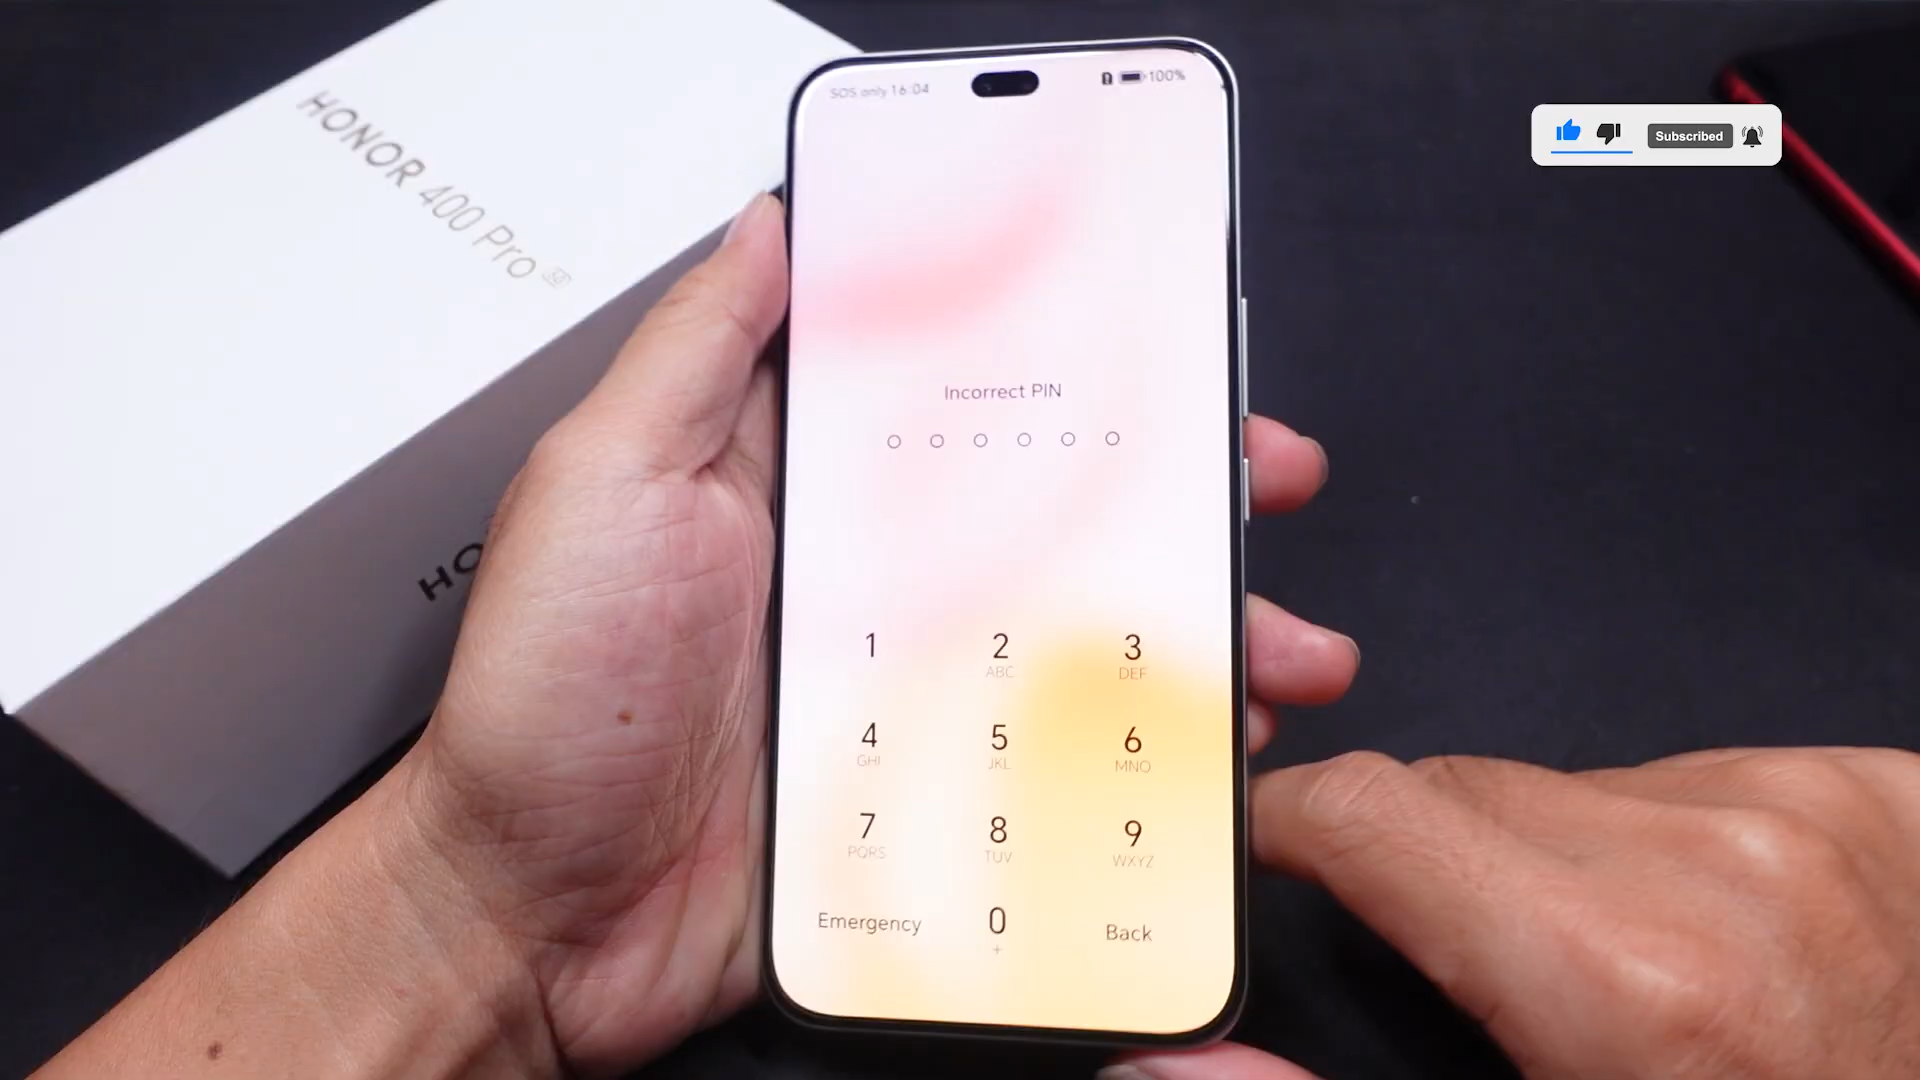 HONOR 400 Pro 5G
HO
SOS only 16:04
100%
Subscribed
Incorrect PIN
1
2
ABC
3
DEF
4
GHI
5
JKL
6
MNO
7
PQRS
8
TUV
9
WXYZ
Emergency
0
+
Back